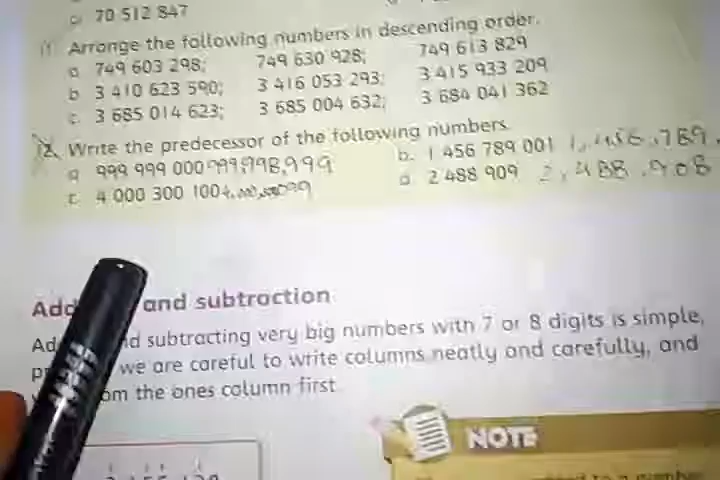 70 512 847
Arrange the following numbers in descending order.
a 749 603 298; 749 630 928; 749 613 829
b 3 410 623 590; 3 416 053 293; 3 415 933 209
c. 3 685 014 623; 3 685 004 632; 3 684 041 362
12. Write the predecessor of the following numbers.
a 999 999 000 999,998,999 b. 1 456 789 001 1,456,789,
c 4 000 300 100 d 2 488 909 2,488,908
and subtraction
subtracting very big numbers with 7 or 8 digits is simple,
we are careful to write columns neatly and carefully, and
the ones column first
NOTE